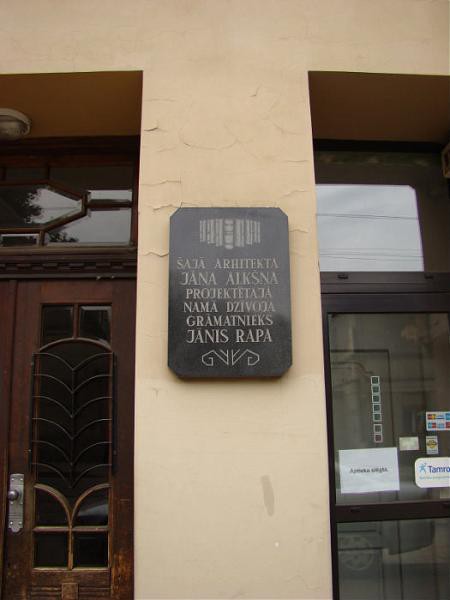 ŠAJĀ ARHITEKTA
JĀŅA ALKŠŅA
PROJEKTĒTAJĀ
NAMĀ DZĪVOJA
GRĀMATNIEKS
JĀNIS RAPA
Aptieka slēgta.
Tamro